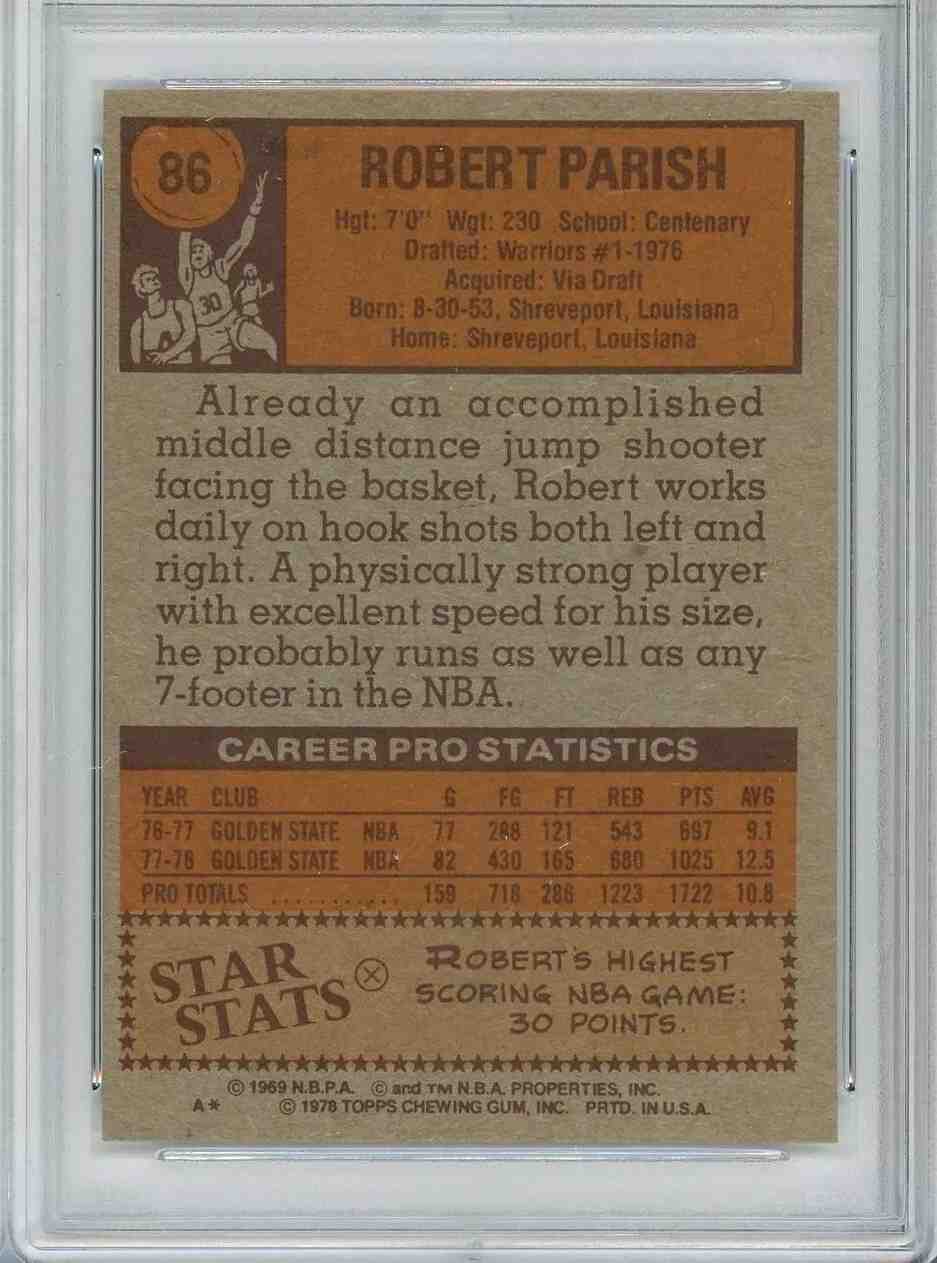 86
ROBERT PARISH
Hgt: 7'0" Wgt: 230 School: Centenary
Drafted: Warriors #1-1976
Acquired: Via Draft
Born: 8-30-53, Shreveport, Louisiana
Home: Shreveport, Louisiana
30
Already an accomplished
middle distance jump shooter
facing the basket, Robert works
daily on hook shots both left and
right. A physically strong player
with excellent speed for his size,
he probably runs as well as any
7-footer in the NBA.
CAREER PRO STATISTICS
YEAR CLUB G FG FT REB PTS AVG
76-77 GOLDEN STATE NBA 77 288 121 543 697 9.1
77-78 GOLDEN STATE NBA 82 430 165 680 1025 12.5
PRO TOTALS ........... 159 718 286 1223 1722 10.8
STAR
STATS
ROBERT'S HIGHEST
SCORING NBA GAME:
30 POINTS.
© 1969 N.B.P.A. © and TM N.B.A. PROPERTIES, INC.
A* © 1978 TOPPS CHEWING GUM, INC. PRTD. IN U.S.A.